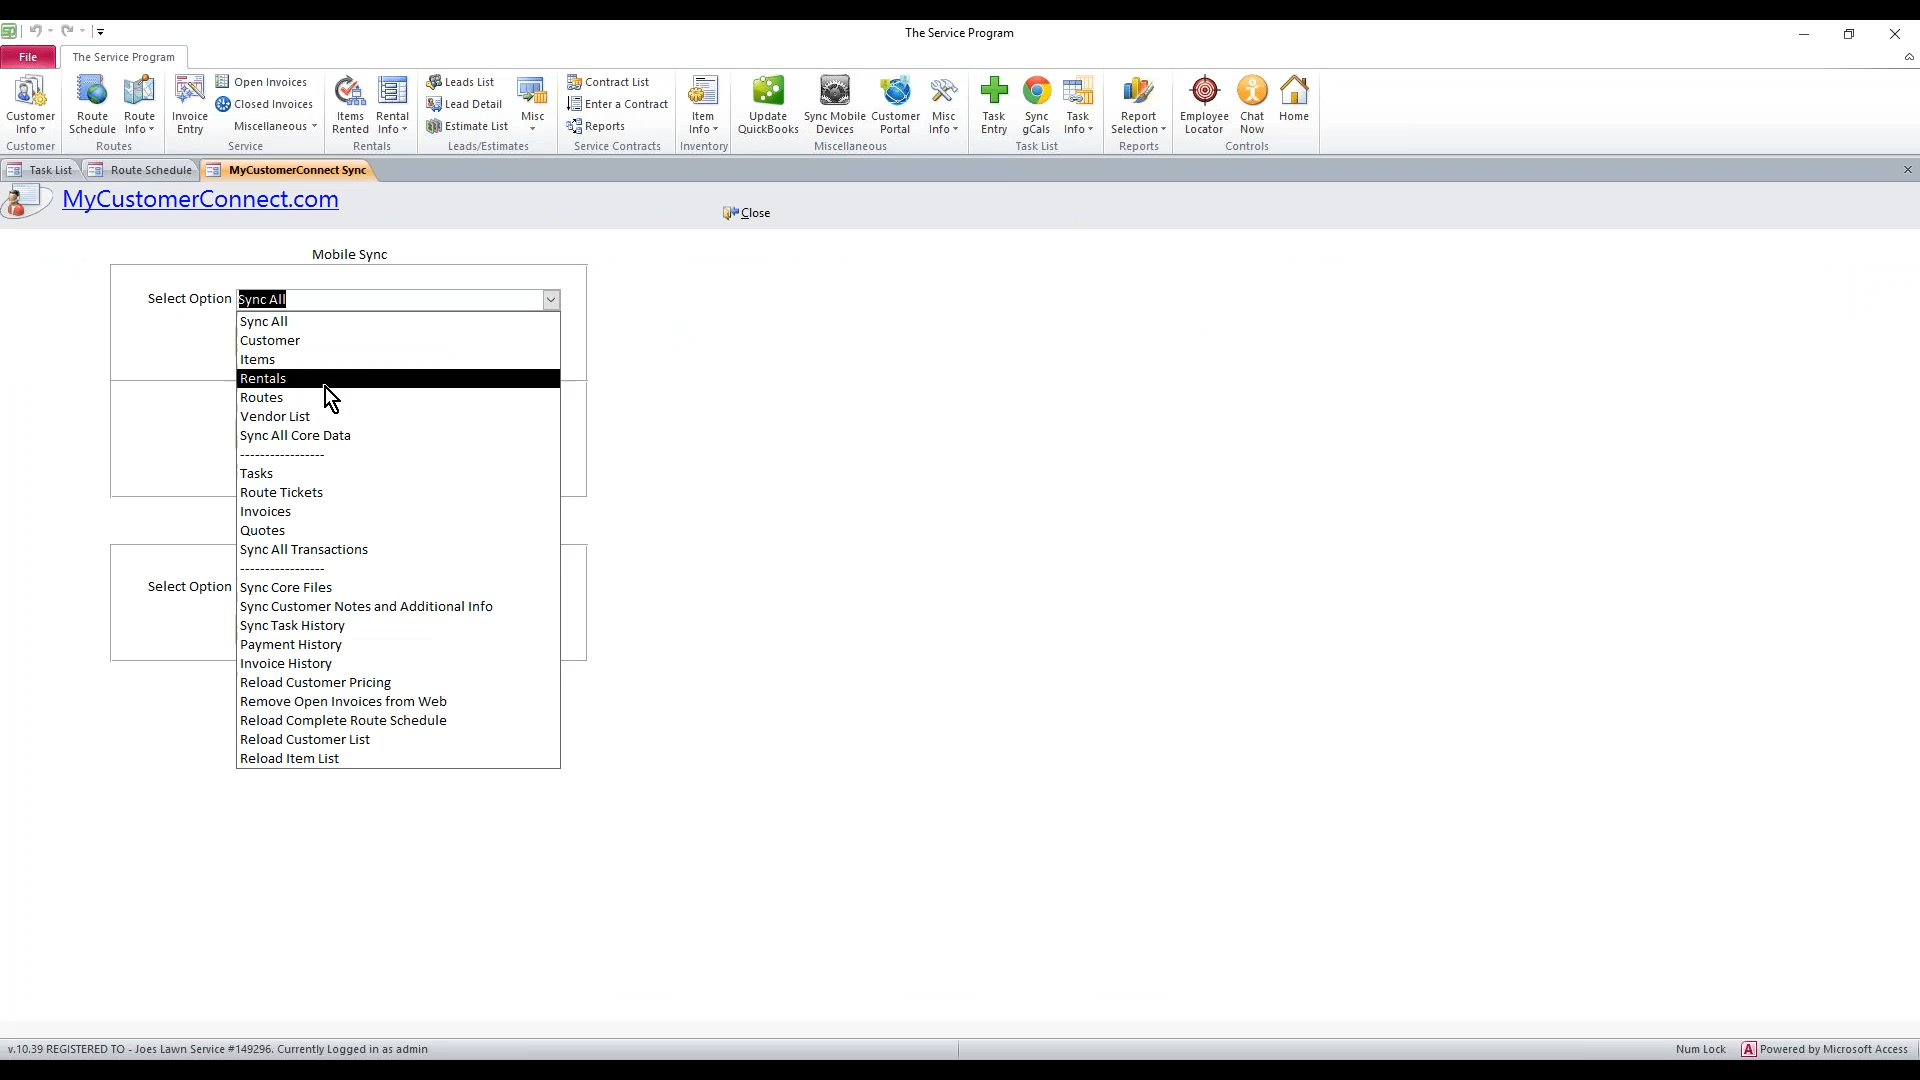 The Service Program
File
The Service Program
Customer Info
Customer
Route Schedule
Route Info
Routes
Invoice Entry
Open Invoices
Closed Invoices
Miscellaneous
Service
Items Rented
Rental Info
Rentals
Leads List
Lead Detail
Estimate List
Misc
Leads/Estimates
Contract List
Enter a Contract
Reports
Service Contracts
Item Info
Inventory
Update QuickBooks
Sync Mobile Devices
Customer Portal
Misc Info
Miscellaneous
Task Entry
Sync gCals
Task Info
Task List
Report Selection
Reports
Employee Locator
Chat Now
Home
Controls
Task List
Route Schedule
MyCustomerConnect Sync
MyCustomerConnect.com
Close
Mobile Sync
Select Option
Sync All
Sync All
Customer
Items
Rentals
Routes
Vendor List
Sync All Core Data
-----------------
Tasks
Route Tickets
Invoices
Quotes
Sync All Transactions
-----------------
Select Option
Sync Core Files
Sync Customer Notes and Additional Info
Sync Task History
Payment History
Invoice History
Reload Customer Pricing
Remove Open Invoices from Web
Reload Complete Route Schedule
Reload Customer List
Reload Item List
v.10.39 REGISTERED TO - Joes Lawn Service #149296. Currently Logged in as admin
Num Lock
Powered by Microsoft Access